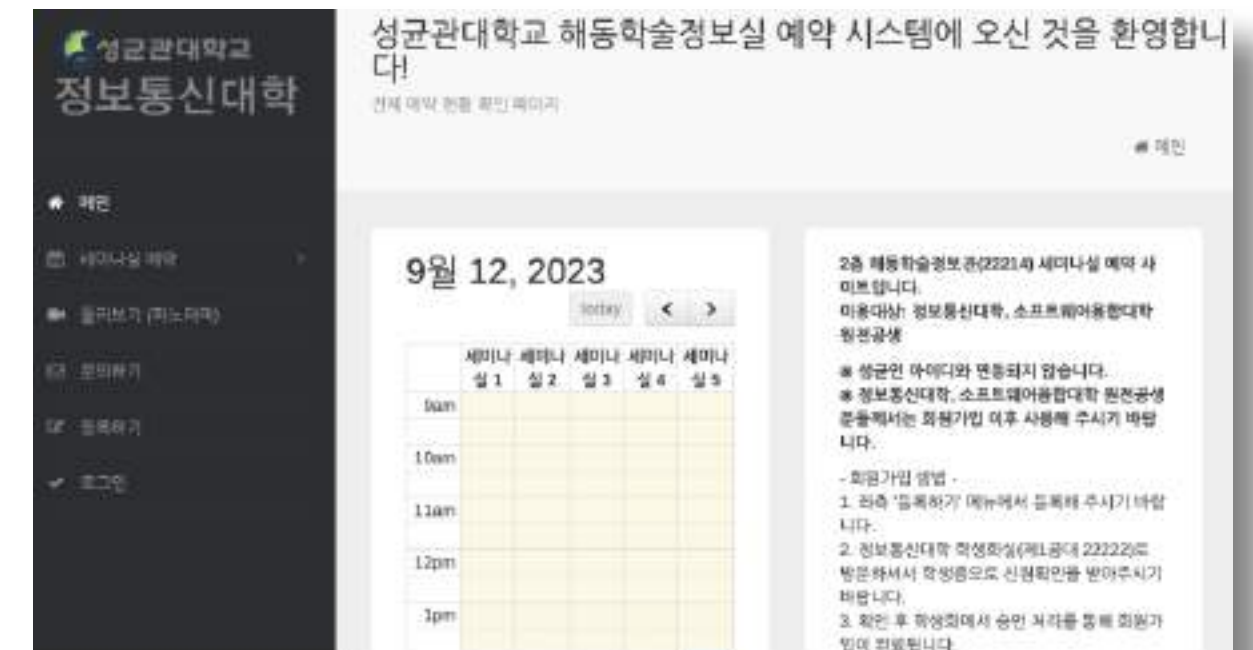 성균관대학교
정보통신대학
메인
세미나실 예약
둘러보기 (파노라마)
문의하기
등록하기
로그인
성균관대학교 해동학술정보실 예약 시스템에 오신 것을 환영합니
다!
전체 예약 현황 확인 페이지
메인
9월 12, 2023
today
세미나 세미나 세미나 세미나 세미나
실 1 실 2 실 3 실 4 실 5
9am
10am
11am
12pm
1pm
2층 해동학술정보관(22214) 세미나실 예약 사
이트입니다.
이용대상: 정보통신대학, 소프트웨어융합대학
원전공생
※ 성균인 아이디와 연동되지 않습니다.
※ 정보통신대학, 소프트웨어융합대학 원전공생
분들께서는 회원가입 이후 사용해 주시기 바랍
니다.
- 회원가입 방법 -
1. 좌측 '등록하기' 메뉴에서 등록해 주시기 바랍
니다.
2. 정보통신대학 학생회실(제1공대 22222)로
방문하셔서 학생증으로 신원확인을 받아주시기
바랍니다.
3. 확인 후 학생회에서 승인 처리를 통해 회원가
입이 완료됩니다.